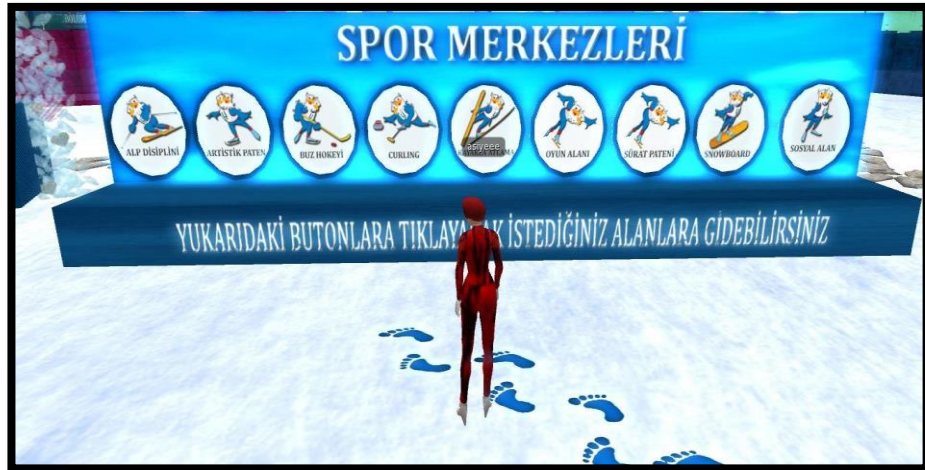 SPOR MERKEZLERİ
ALP DİSİPLİNİ ARTİSTİK PATEN BUZ HOKEYİ CURLING OYUN ALANI SÜRAT PATENİ SNOWBOARD SOSYAL ALAN
asiyeee
YUKARIDAKİ BUTONLARA İSTEDİĞİNİZ ALANLARA GİDEBİLİRSİNİZ